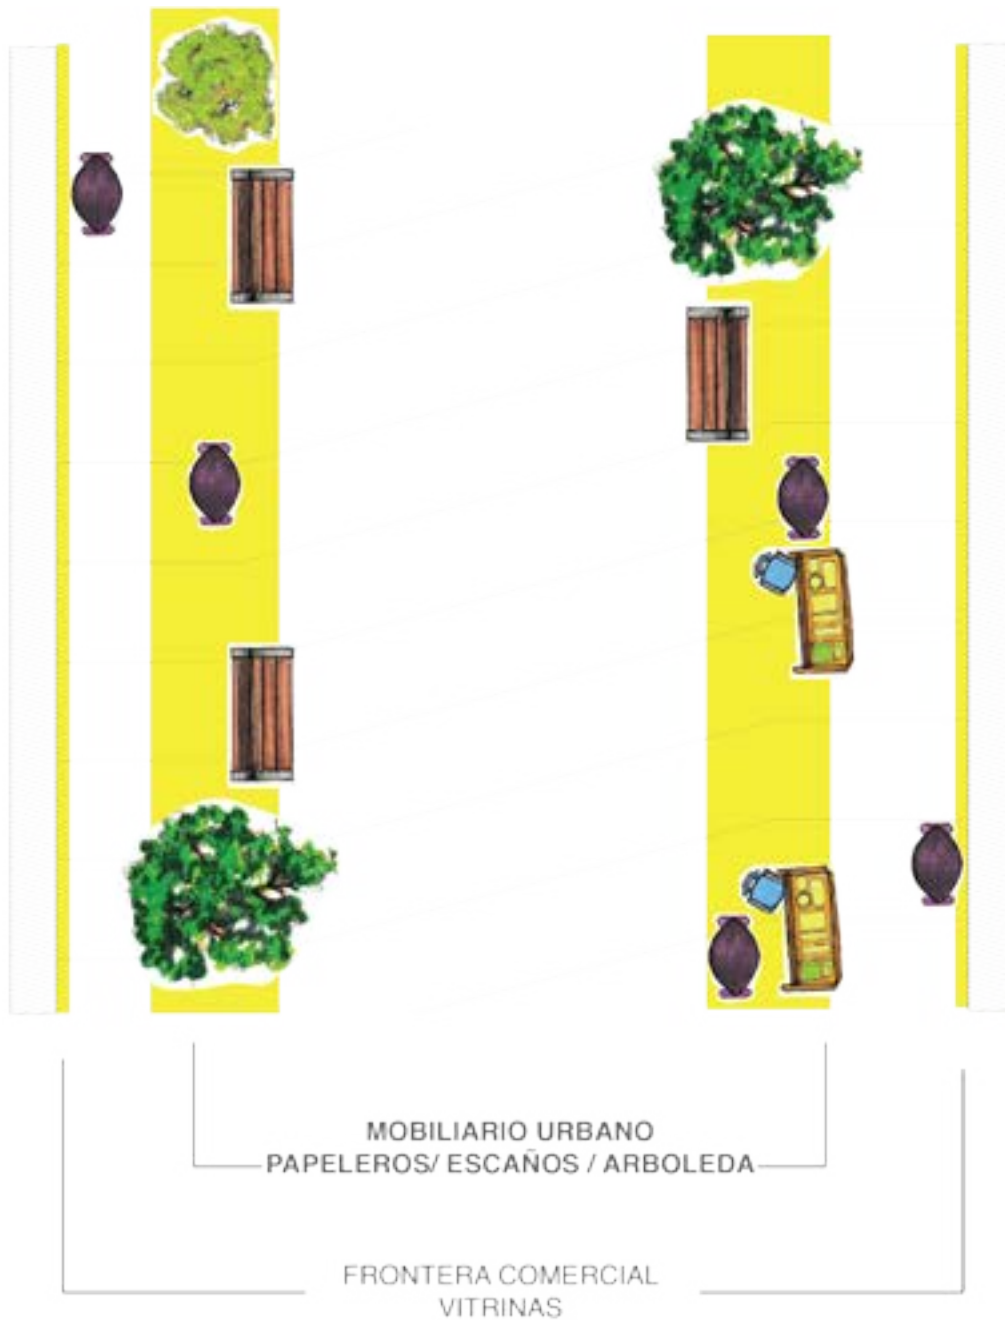 MOBILIARIO URBANO
PAPELEROS/ ESCAÑOS / ARBOLEDA
FRONTERA COMERCIAL
VITRINAS